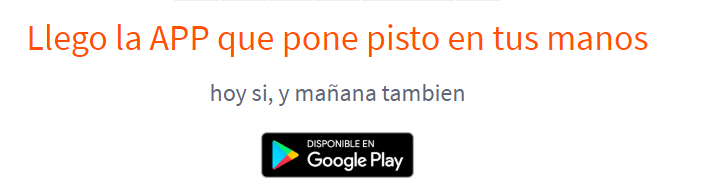 Llego la APP que pone pisto en tus manos
hoy si, y mañana tambien
DISPONIBLE EN
Google Play